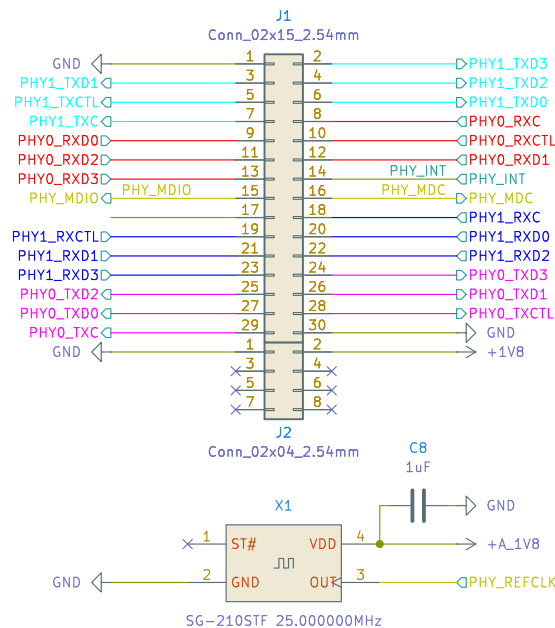 J1
Conn_02x15_2.54mm
GND 1 2 PHY1_TXD3
PHY1_TXD1 3 4 PHY1_TXD2
PHY1_TXCTL 5 6 PHY1_TXD0
PHY1_TXC 7 8 PHY0_RXC
PHY0_RXD0 9 10 PHY0_RXCTL
PHY0_RXD2 11 12 PHY0_RXD1
PHY0_RXD3 13 14 PHY_INT PHY_INT
PHY_MDIO PHY_MDIO 15 16 PHY_MDC PHY_MDC
17 18 PHY1_RXC
PHY1_RXCTL 19 20 PHY1_RXD0
PHY1_RXD1 21 22 PHY1_RXD2
PHY1_RXD3 23 24 PHY0_TXD3
PHY0_TXD2 25 26 PHY0_TXD1
PHY0_TXD0 27 28 PHY0_TXCTL
PHY0_TXC 29 30 GND
GND 1 2 +1V8
3 4
5 6
7 8
J2
Conn_02x04_2.54mm
C8
1uF
GND
X1
1 ST# VDD 4 +A_1V8
GND 2 GND OUT 3 PHY_REFCLK
SG-210STF 25.000000MHz